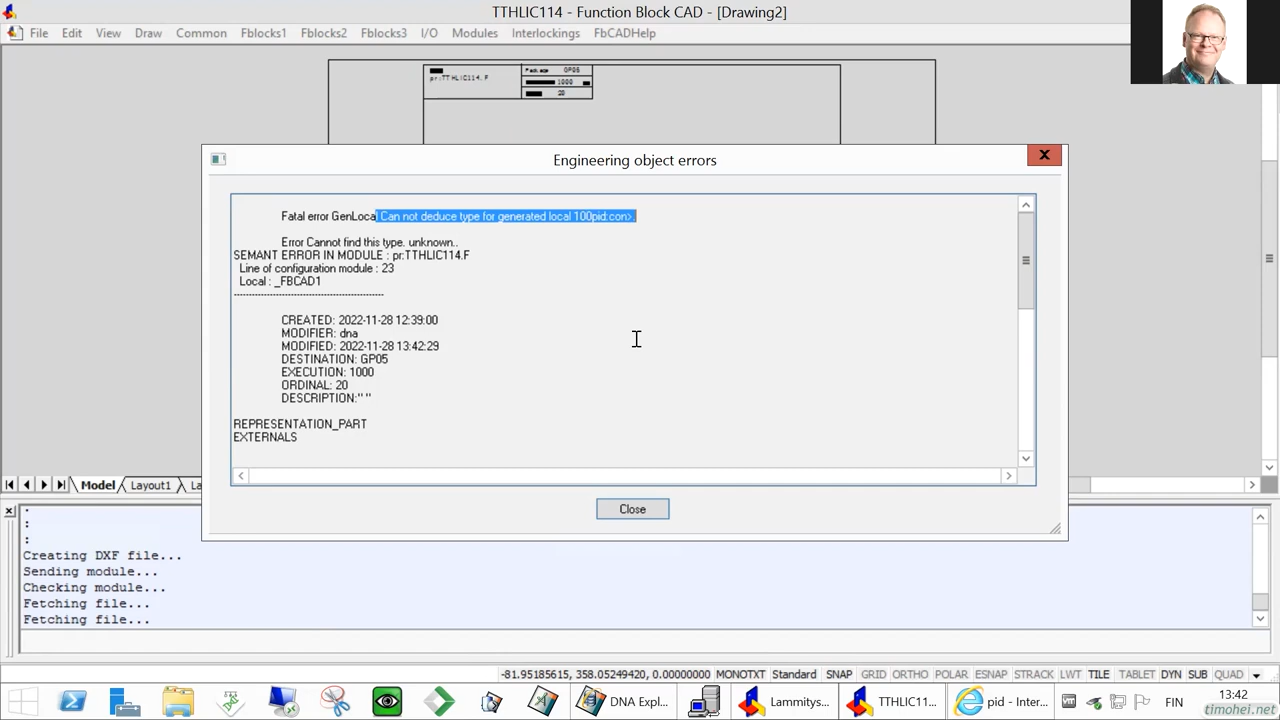 TTHLIC114 - Function Block CAD - [Drawing2]
File Edit View Draw Common Fblocks1 Fblocks2 Fblocks3 I/O Modules Interlockings FbCADHelp
GP05
pr:TTHLIC114.F
1000
20
Engineering object errors
Fatal error GenLocal Can not deduce type for generated local 100pid:con>.
Error Cannot find this type. unknown..
SEMANT ERROR IN MODULE : pr:TTHLIC114.F
Line of configuration module : 23
Local : _FBCAD1
--------------------------------------------------
CREATED: 2022-11-28 12:39:00
MODIFIER: dna
MODIFIED: 2022-11-28 13:42:29
DESTINATION: GP05
EXECUTION: 1000
ORDINAL: 20
DESCRIPTION:" "
REPRESENTATION_PART
EXTERNALS
Close
Model Layout1 La
:
:
:
Creating DXF file...
Sending module...
Checking module...
Fetching file...
Fetching file...
-81.95185615, 358.05249420, 0.00000000 MONOTXT Standard SNAP GRID ORTHO POLAR ESNAP STRACK LWT TILE TABLET DYN SUB QUAD
DNA Expl... Lammitys... TTHLIC11... pid - Inter... FIN 13:42
timohei.net